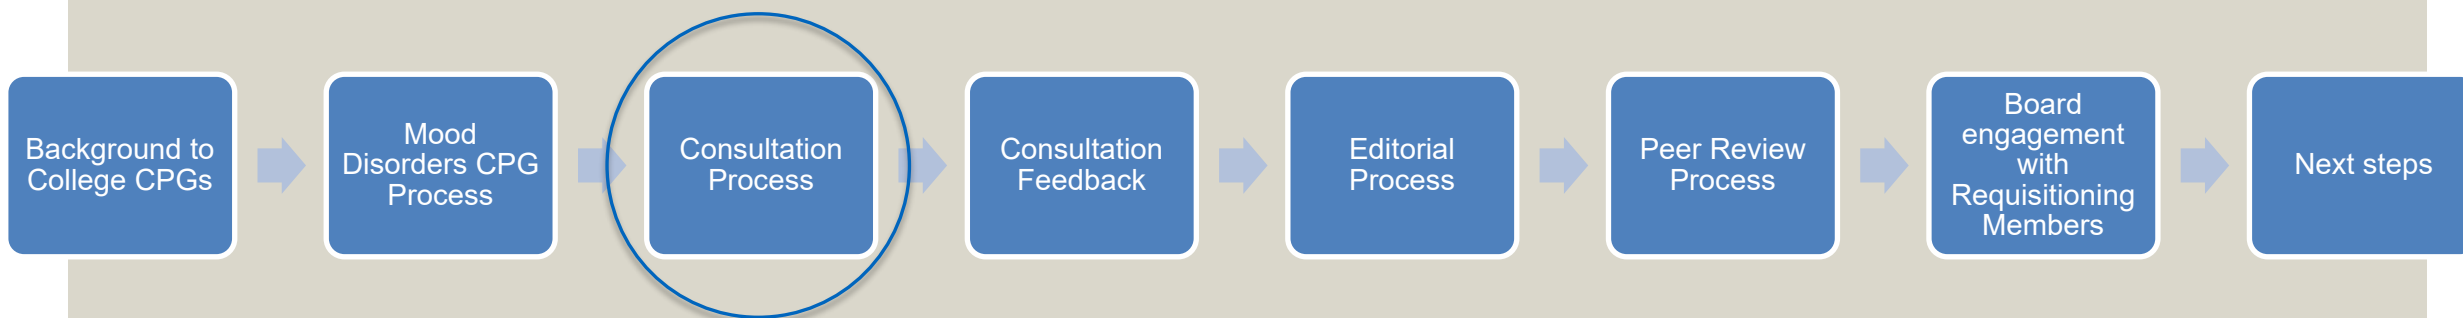 Background to
College CPGs
Mood
Disorders CPG
Process
Consultation
Process
Consultation
Feedback
Editorial
Process
Peer Review
Process
Board
engagement
with
Requisitioning
Members
Next steps